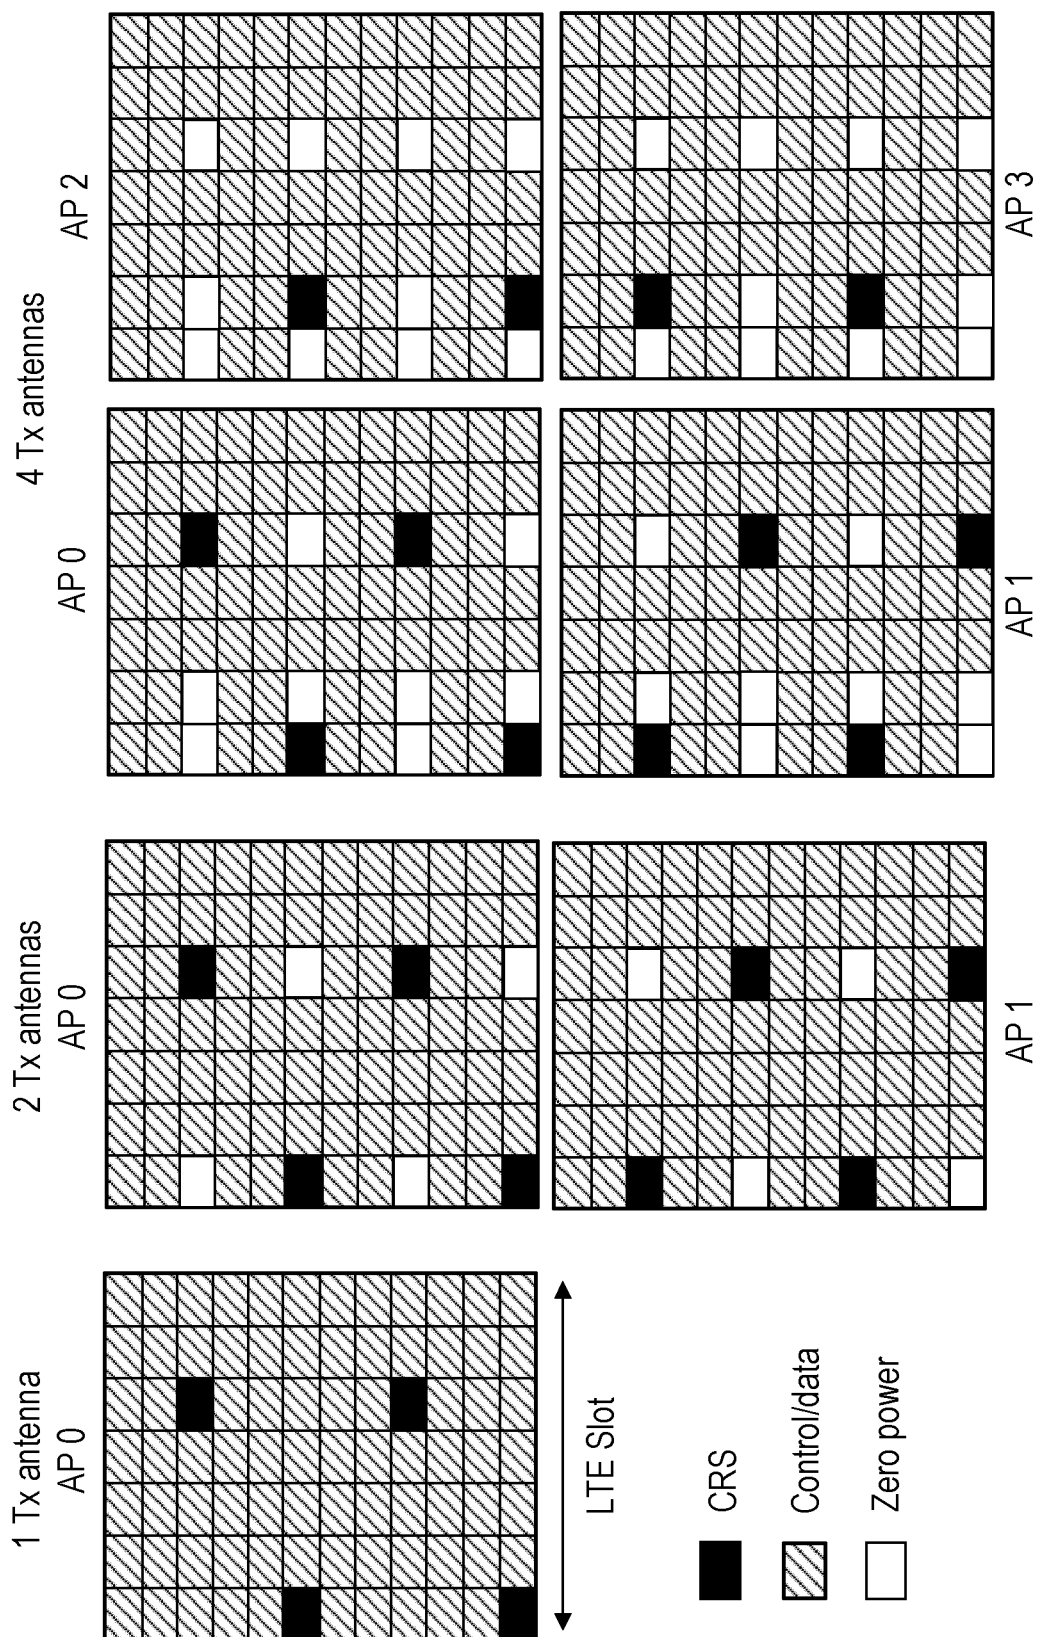 1 Tx antenna
AP 0
2 Tx antennas
AP 0
AP 1
4 Tx antennas
AP 0
AP 2
AP 1
AP 3
LTE Slot
CRS
Control/data
Zero power